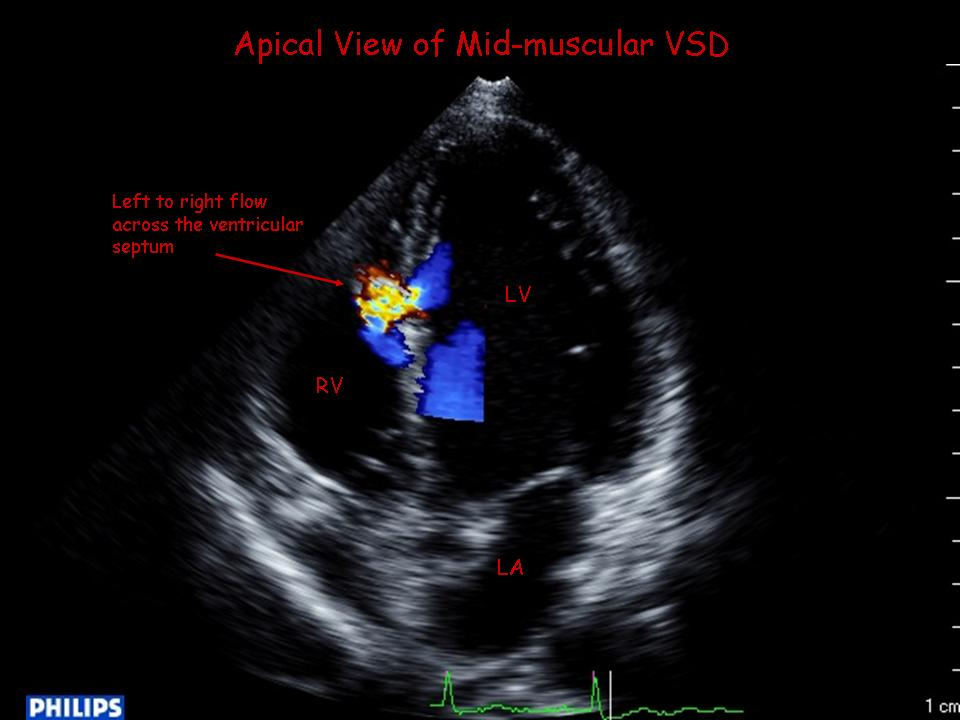 Apical View of Mid-muscular VSD
Left to right flow
across the ventricular
septum
LV
RV
LA
PHILIPS
1 cm